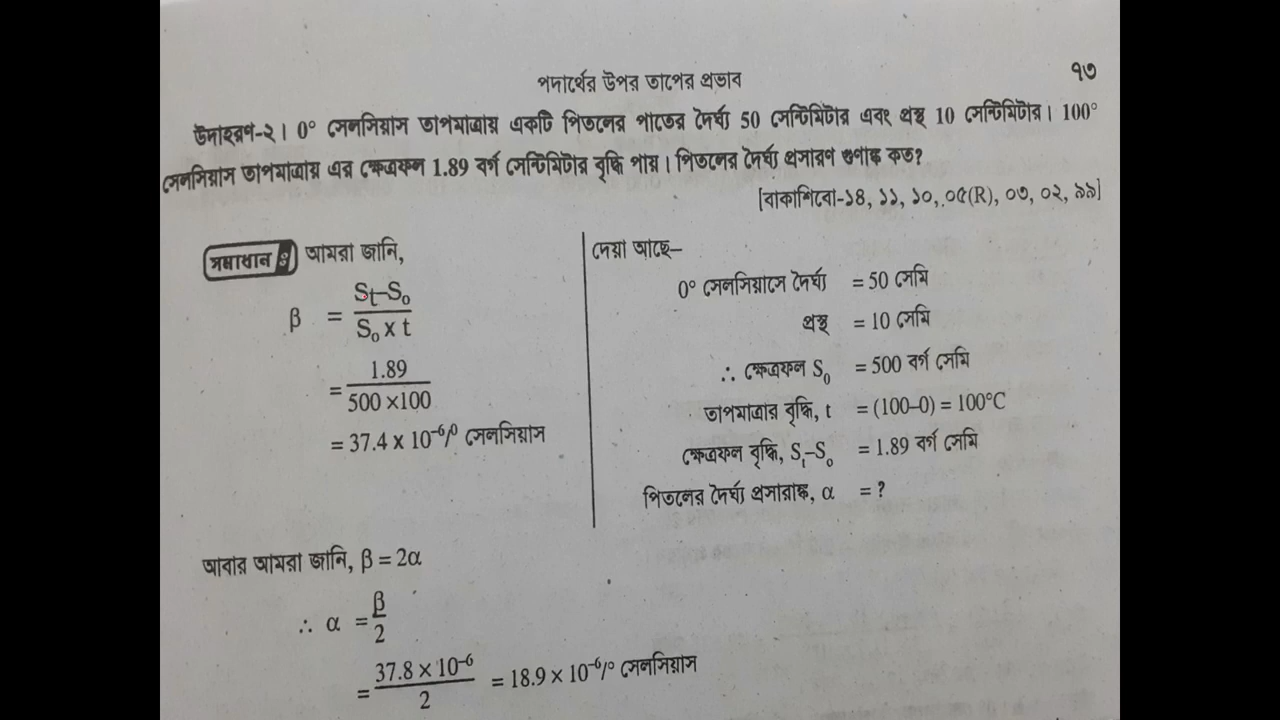 পদার্থের উপর তাপের প্রভাব ১৭
উদাহরণ-২। 0° সেলসিয়াস তাপমাত্রায় একটি পিতলের পাতের দৈর্ঘ্য 50 সেন্টিমিটার এবং প্রস্থ 10 সেন্টিমিটার। 100°
সেলসিয়াস তাপমাত্রায় এর ক্ষেত্রফল 1.89 বর্গ সেন্টিমিটার বৃদ্ধি পায়। পিতলের দৈর্ঘ্য প্রসারণ গুণাঙ্ক কত?
[বাকাশিবো-১৪, ১১, ১০, ০৫(R), ০৭, ০২, ৯৯]
সমাধান ঃ আমরা জানি,
β = (St–S₀)/(S₀ x t)
= 1.89/(500 ×100)
= 37.4 x 10⁻⁶/⁰ সেলসিয়াস
দেয়া আছে–
0° সেলসিয়াসে দৈর্ঘ্য = 50 সেমি
প্রস্থ = 10 সেমি
∴ ক্ষেত্রফল S₀ = 500 বর্গ সেমি
তাপমাত্রার বৃদ্ধি, t = (100–0) = 100°C
ক্ষেত্রফল বৃদ্ধি, Sₜ–S₀ = 1.89 বর্গ সেমি
পিতলের দৈর্ঘ্য প্রসারাঙ্ক, α = ?
আবার আমরা জানি, β = 2α
∴ α = β/2
= (37.8 × 10⁻⁶)/2 = 18.9 × 10⁻⁶/° সেলসিয়াস